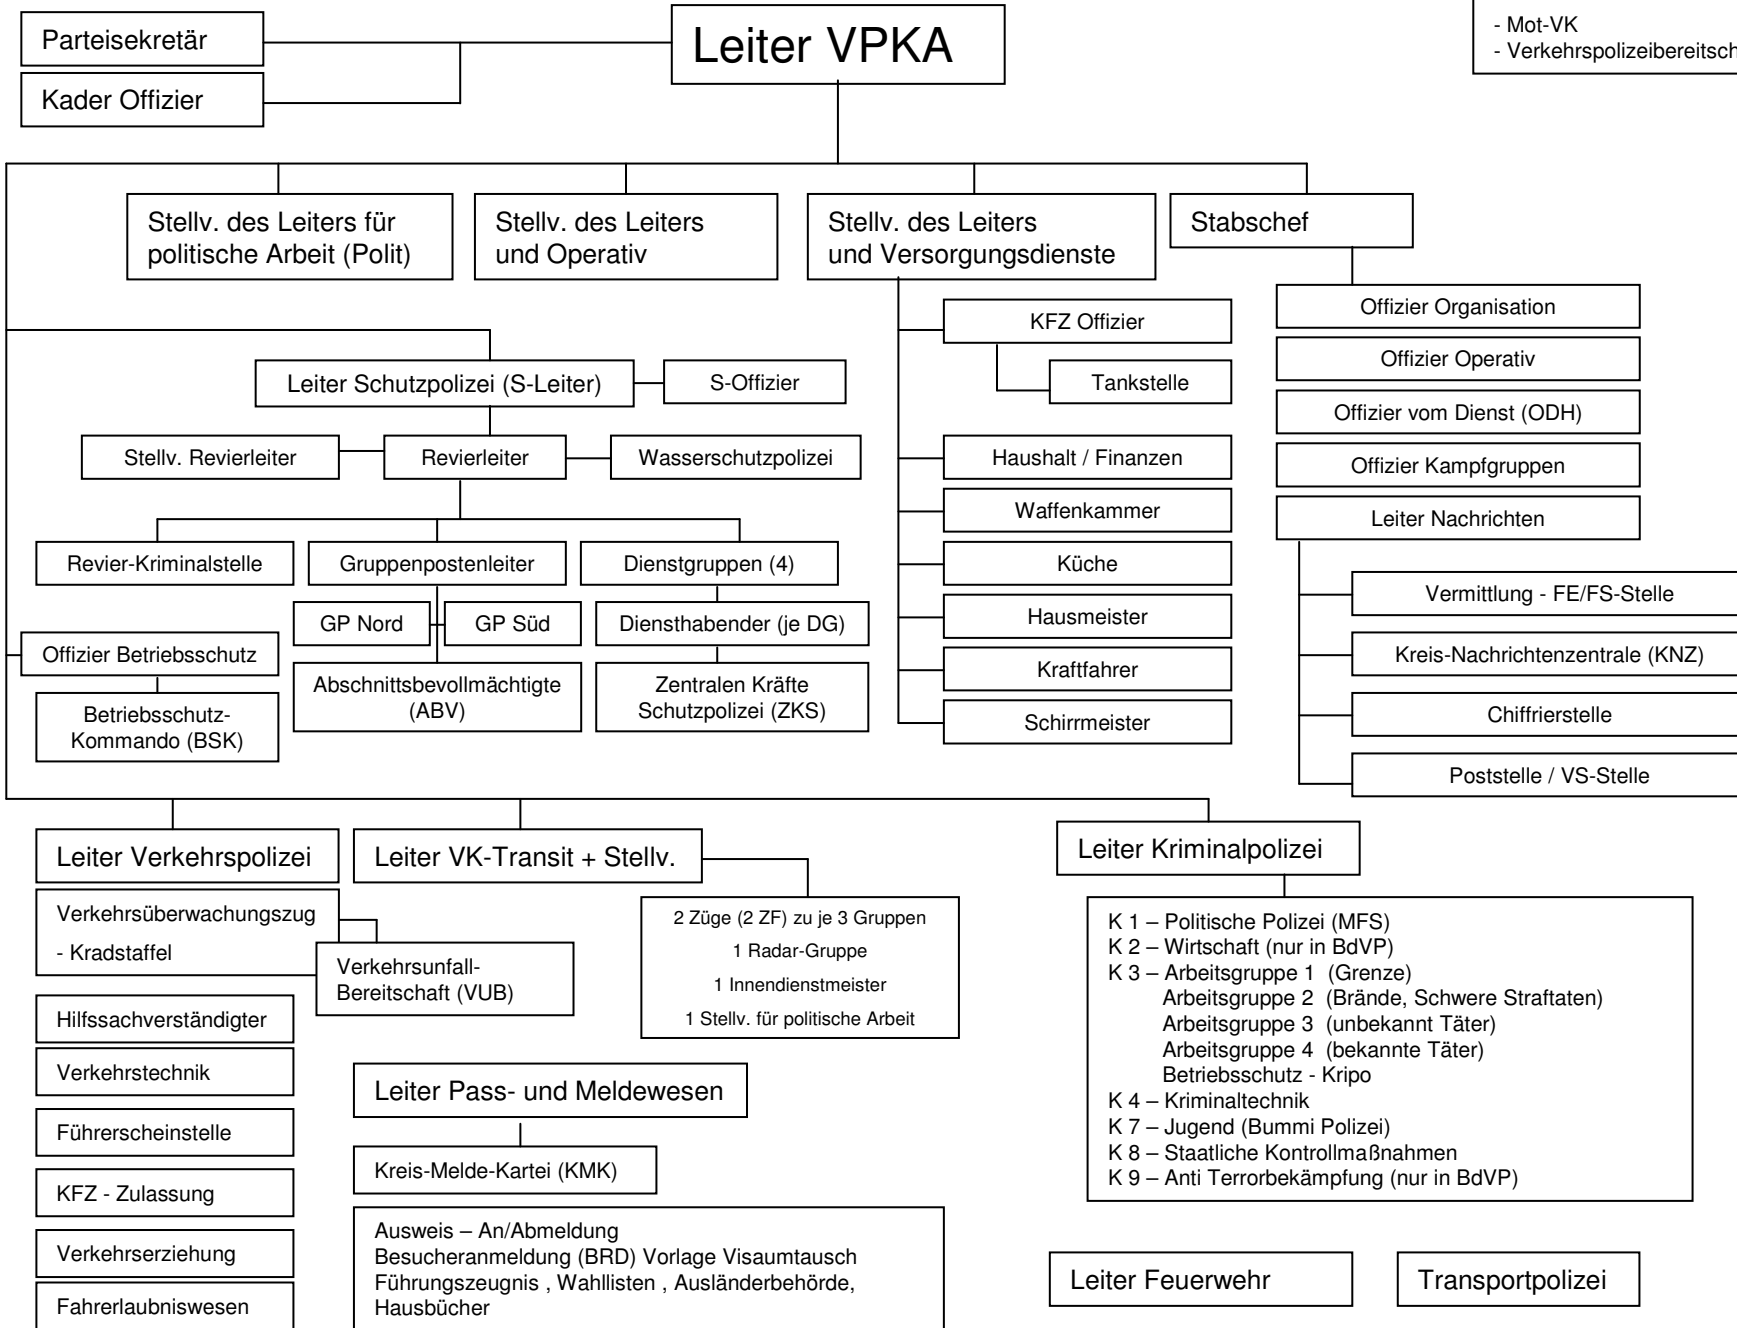 Parteisekretär
Kader Offizier
Leiter VPKA
- Mot-VK
- Verkehrspolizeibereitsch
Stellv. des Leiters für
politische Arbeit (Polit)
Stellv. des Leiters
und Operativ
Stellv. des Leiters
und Versorgungsdienste
Stabschef
Offizier Organisation
Offizier Operativ
Offizier vom Dienst (ODH)
Offizier Kampfgruppen
Leiter Nachrichten
Vermittlung - FE/FS-Stelle
Kreis-Nachrichtenzentrale (KNZ)
Chiffrierstelle
Poststelle / VS-Stelle
KFZ Offizier
Tankstelle
Haushalt / Finanzen
Waffenkammer
Küche
Hausmeister
Kraftfahrer
Schirrmeister
Leiter Schutzpolizei (S-Leiter)
S-Offizier
Stellv. Revierleiter
Revierleiter
Wasserschutzpolizei
Revier-Kriminalstelle
Gruppenpostenleiter
Dienstgruppen (4)
GP Nord
GP Süd
Diensthabender (je DG)
Abschnittsbevollmächtigte
(ABV)
Zentralen Kräfte
Schutzpolizei (ZKS)
Offizier Betriebsschutz
Betriebsschutz-
Kommando (BSK)
Leiter Verkehrspolizei
Verkehrsüberwachungszug
- Kradstaffel
Verkehrsunfall-
Bereitschaft (VUB)
Hilfssachverständigter
Verkehrstechnik
Führerscheinstelle
KFZ - Zulassung
Verkehrserziehung
Fahrerlaubniswesen
Leiter VK-Transit + Stellv.
2 Züge (2 ZF) zu je 3 Gruppen
1 Radar-Gruppe
1 Innendienstmeister
1 Stellv. für politische Arbeit
Leiter Pass- und Meldewesen
Kreis-Melde-Kartei (KMK)
Ausweis – An/Abmeldung
Besucheranmeldung (BRD) Vorlage Visaumtausch
Führungszeugnis , Wahllisten , Ausländerbehörde,
Hausbücher
Leiter Kriminalpolizei
K 1 – Politische Polizei (MFS)
K 2 – Wirtschaft (nur in BdVP)
K 3 – Arbeitsgruppe 1 (Grenze)
Arbeitsgruppe 2 (Brände, Schwere Straftaten)
Arbeitsgruppe 3 (unbekannt Täter)
Arbeitsgruppe 4 (bekannte Täter)
Betriebsschutz - Kripo
K 4 – Kriminaltechnik
K 7 – Jugend (Bummi Polizei)
K 8 – Staatliche Kontrollmaßnahmen
K 9 – Anti Terrorbekämpfung (nur in BdVP)
Leiter Feuerwehr
Transportpolizei